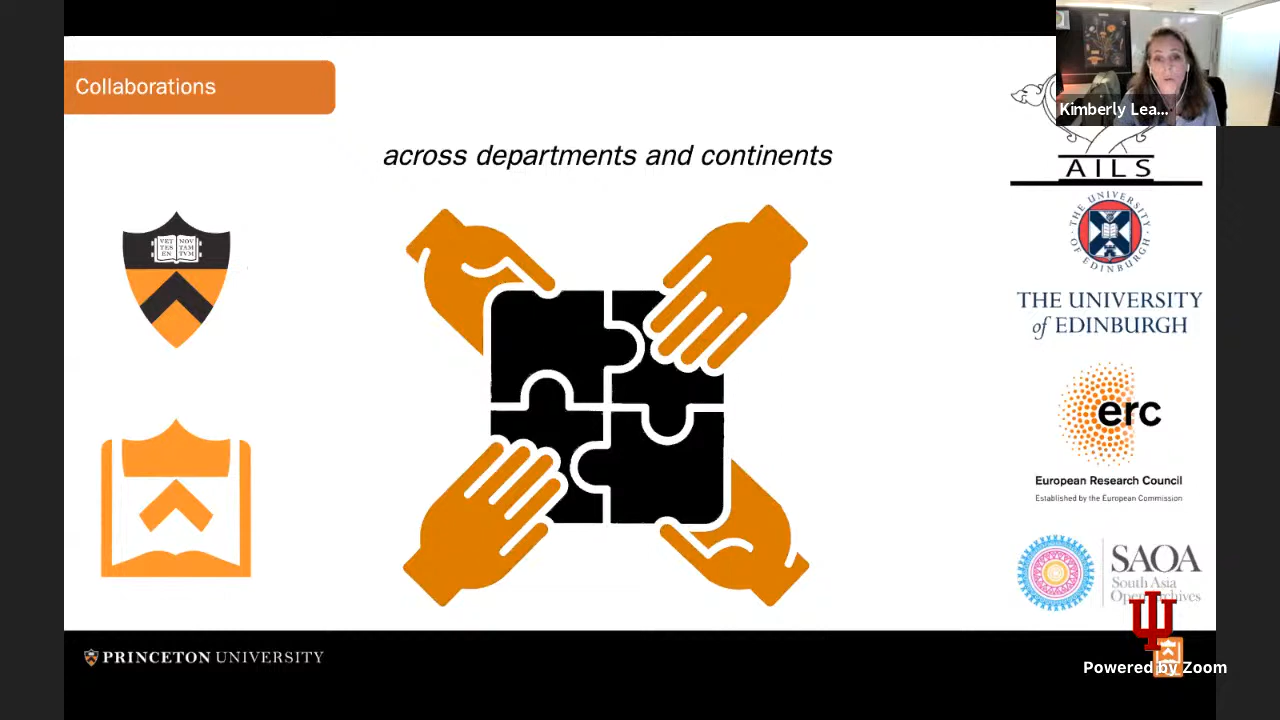 Collaborations
Kimberly Lea...
across departments and continents
AILS
VET NOV
TES TAM
EN TVM
THE UNIVERSITY OF EDINBURGH
THE UNIVERSITY
of EDINBURGH
erc
European Research Council
Established by the European Commission
SAOA
South Asia
Open Archives
PRINCETON UNIVERSITY
Powered by Zoom